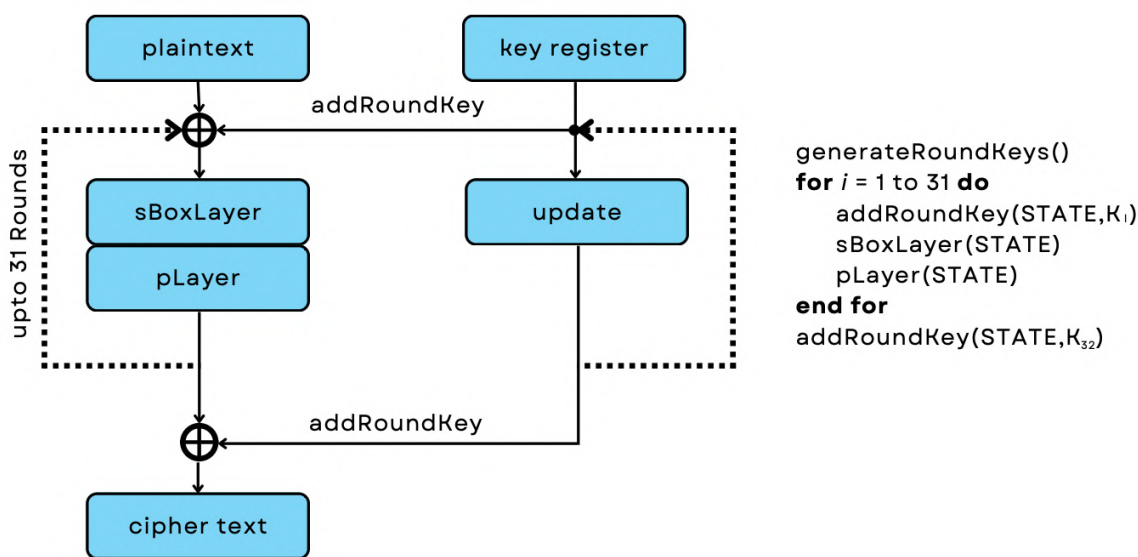 plaintext
key register
addRoundKey
upto 31 Rounds
sBoxLayer
pLayer
update
addRoundKey
cipher text
generateRoundKeys()
for i = 1 to 31 do
addRoundKey(STATE,Kᵢ)
sBoxLayer(STATE)
pLayer(STATE)
end for
addRoundKey(STATE,K₃₂)